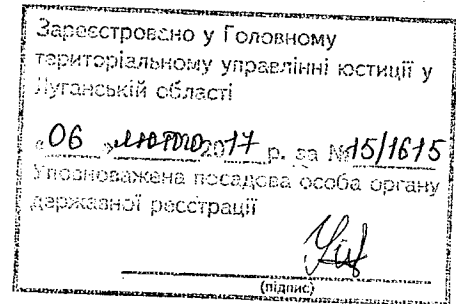 Зареєстровано у Головному
територіальному управлінні юстиції у
Луганській області
„06 „ лютого 2017 р. за №15/1615
Уповноважена посадова особа органу
державної реєстрації
(підпис)